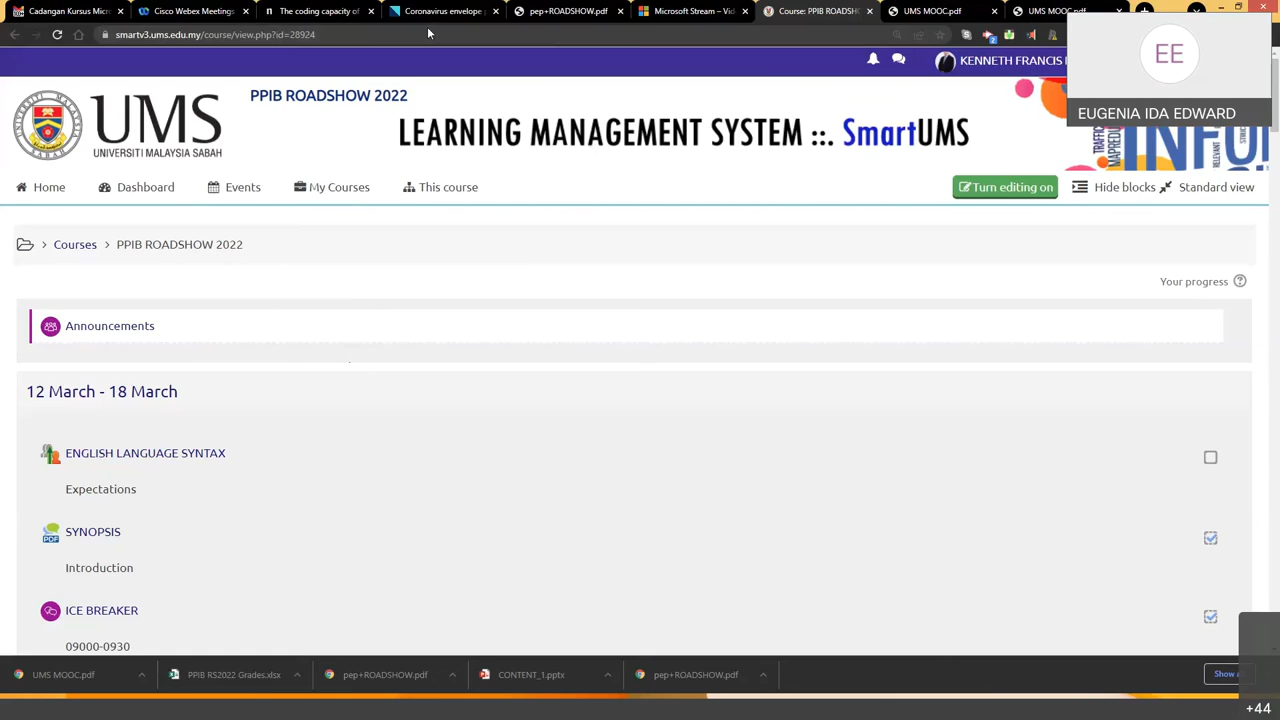 Cadangan Kursus Micro
Cisco Webex Meetings
The coding capacity of
Coronavirus envelope p
pep+ROADSHOW.pdf
Microsoft Stream - Vid
Course: PPIB ROADSHO
UMS MOOC.pdf
UMS MOOC.pdf
smartv3.ums.edu.my/course/view.php?id=28924
KENNETH FRANCIS
EE
EUGENIA IDA EDWARD
UMS
UNIVERSITI MALAYSIA SABAH
PPIB ROADSHOW 2022
LEARNING MANAGEMENT SYSTEM ::. SmartUMS
Home
Dashboard
Events
My Courses
This course
Turn editing on
Hide blocks
Standard view
Courses > PPIB ROADSHOW 2022
Your progress
Announcements
12 March - 18 March
ENGLISH LANGUAGE SYNTAX
Expectations
SYNOPSIS
Introduction
ICE BREAKER
09000-0930
UMS MOOC.pdf
PPIB RS2022 Grades.xlsx
pep+ROADSHOW.pdf
CONTENT_1.pptx
pep+ROADSHOW.pdf
Show
+44